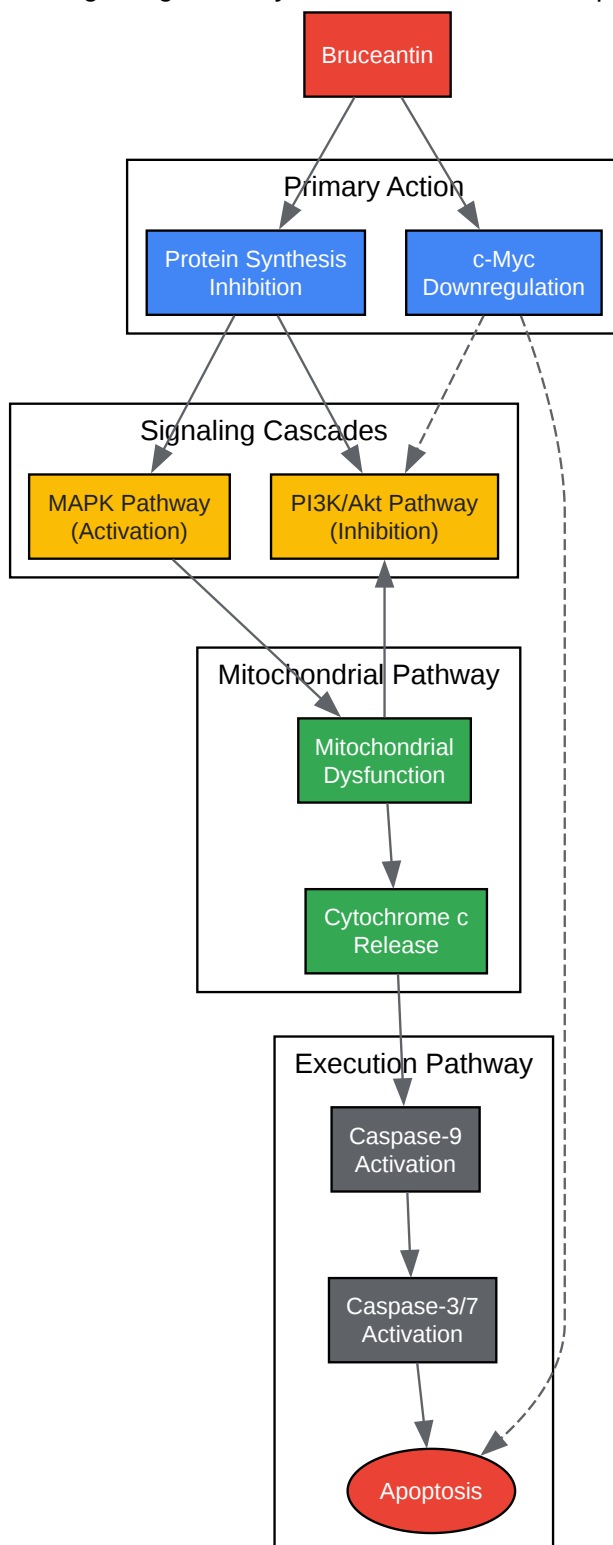 Bruceantin
Primary Action
Protein Synthesis
Inhibition
c-Myc
Downregulation
Signaling Cascades
MAPK Pathway
(Activation)
PI3K/Akt Pathway
(Inhibition)
Mitochondrial Pathway
Mitochondrial
Dysfunction
Cytochrome c
Release
Execution Pathway
Caspase-9
Activation
Caspase-3/7
Activation
Apoptosis